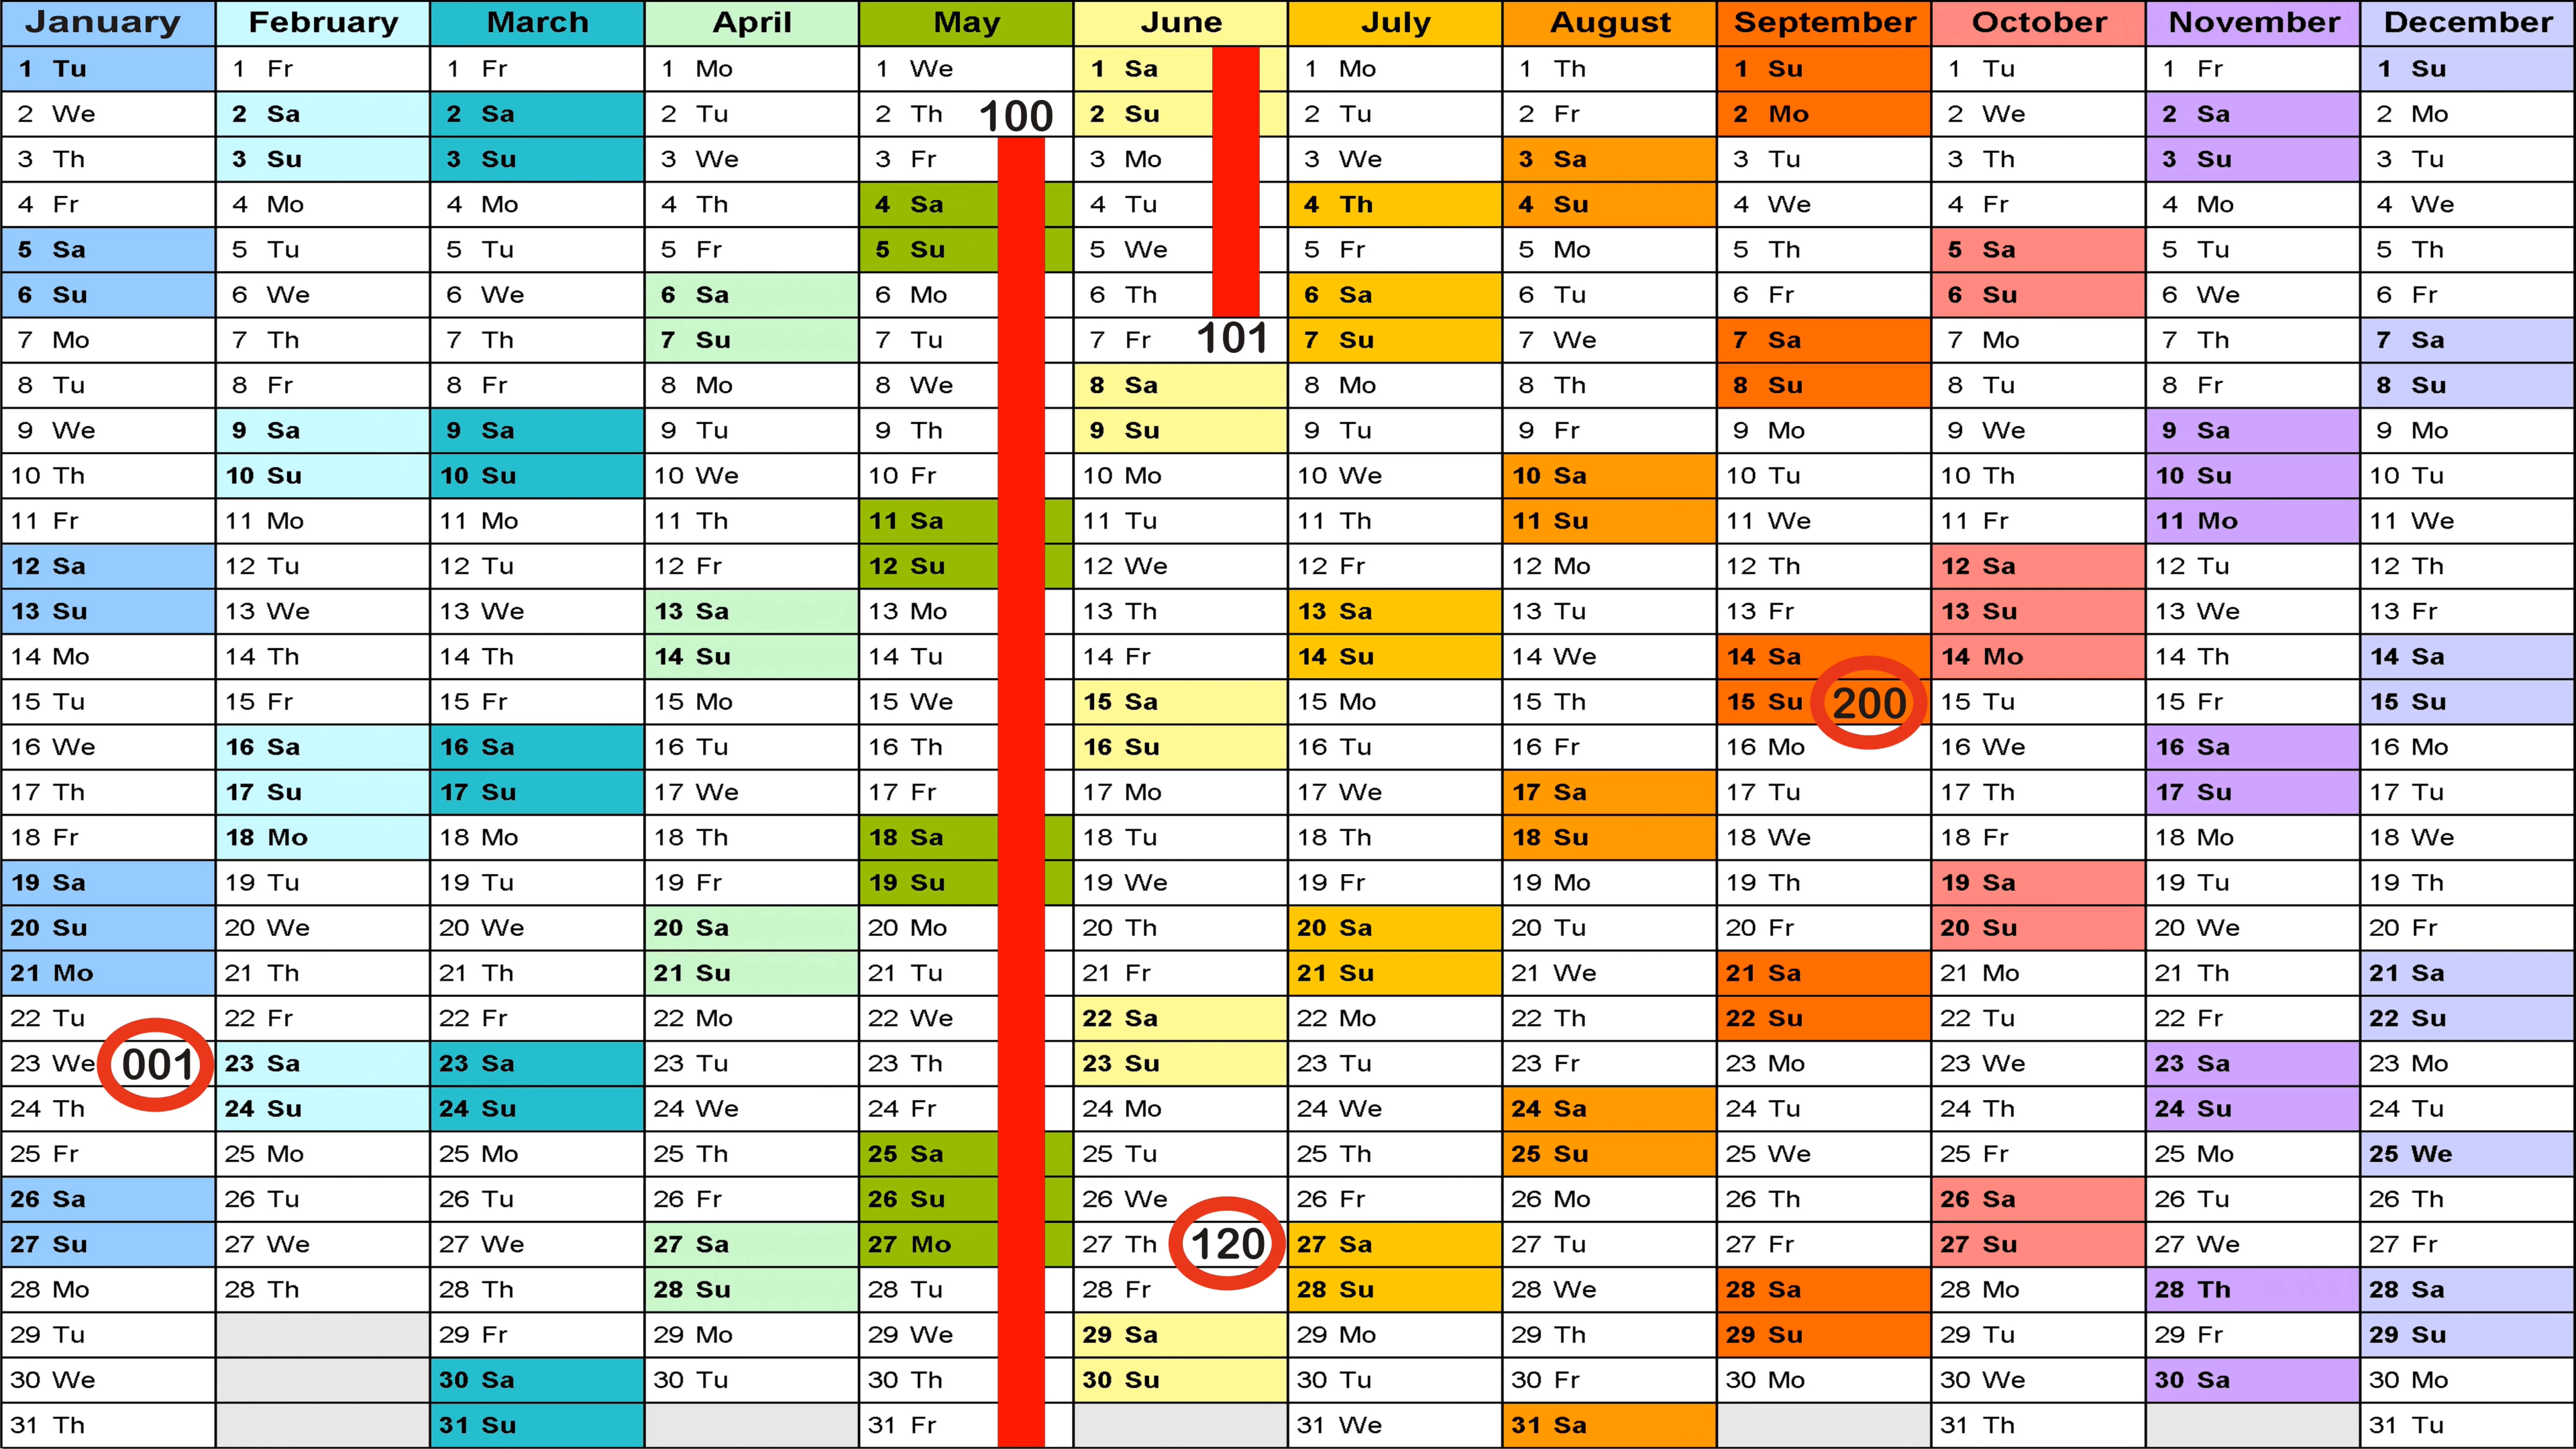 January February March April May June July August September October November December
1 Tu 1 Fr 1 Fr 1 Mo 1 We 1 Sa 1 Mo 1 Th 1 Su 1 Tu 1 Fr 1 Su
2 We 2 Sa 2 Sa 2 Tu 2 Th 100 2 Su 2 Tu 2 Fr 2 Mo 2 We 2 Sa 2 Mo
3 Th 3 Su 3 Su 3 We 3 Fr 3 Mo 3 We 3 Sa 3 Tu 3 Th 3 Su 3 Tu
4 Fr 4 Mo 4 Mo 4 Th 4 Sa 4 Tu 4 Th 4 Su 4 We 4 Fr 4 Mo 4 We
5 Sa 5 Tu 5 Tu 5 Fr 5 Su 5 We 5 Fr 5 Mo 5 Th 5 Sa 5 Tu 5 Th
6 Su 6 We 6 We 6 Sa 6 Mo 6 Th 6 Sa 6 Tu 6 Fr 6 Su 6 We 6 Fr
7 Mo 7 Th 7 Th 7 Su 7 Tu 7 Fr 101 7 Su 7 We 7 Sa 7 Mo 7 Th 7 Sa
8 Tu 8 Fr 8 Fr 8 Mo 8 We 8 Sa 8 Mo 8 Th 8 Su 8 Tu 8 Fr 8 Su
9 We 9 Sa 9 Sa 9 Tu 9 Th 9 Su 9 Tu 9 Fr 9 Mo 9 We 9 Sa 9 Mo
10 Th 10 Su 10 Su 10 We 10 Fr 10 Mo 10 We 10 Sa 10 Tu 10 Th 10 Su 10 Tu
11 Fr 11 Mo 11 Mo 11 Th 11 Sa 11 Tu 11 Th 11 Su 11 We 11 Fr 11 Mo 11 We
12 Sa 12 Tu 12 Tu 12 Fr 12 Su 12 We 12 Fr 12 Mo 12 Th 12 Sa 12 Tu 12 Th
13 Su 13 We 13 We 13 Sa 13 Mo 13 Th 13 Sa 13 Tu 13 Fr 13 Su 13 We 13 Fr
14 Mo 14 Th 14 Th 14 Su 14 Tu 14 Fr 14 Su 14 We 14 Sa 14 Mo 14 Th 14 Sa
15 Tu 15 Fr 15 Fr 15 Mo 15 We 15 Sa 15 Mo 15 Th 15 Su 200 15 Tu 15 Fr 15 Su
16 We 16 Sa 16 Sa 16 Tu 16 Th 16 Su 16 Tu 16 Fr 16 Mo 16 We 16 Sa 16 Mo
17 Th 17 Su 17 Su 17 We 17 Fr 17 Mo 17 We 17 Sa 17 Tu 17 Th 17 Su 17 Tu
18 Fr 18 Mo 18 Mo 18 Th 18 Sa 18 Tu 18 Th 18 Su 18 We 18 Fr 18 Mo 18 We
19 Sa 19 Tu 19 Tu 19 Fr 19 Su 19 We 19 Fr 19 Mo 19 Th 19 Sa 19 Tu 19 Th
20 Su 20 We 20 We 20 Sa 20 Mo 20 Th 20 Sa 20 Tu 20 Fr 20 Su 20 We 20 Fr
21 Mo 21 Th 21 Th 21 Su 21 Tu 21 Fr 21 Su 21 We 21 Sa 21 Mo 21 Th 21 Sa
22 Tu 22 Fr 22 Fr 22 Mo 22 We 22 Sa 22 Mo 22 Th 22 Su 22 Tu 22 Fr 22 Su
23 We 001 23 Sa 23 Sa 23 Tu 23 Th 23 Su 23 Tu 23 Fr 23 Mo 23 We 23 Sa 23 Mo
24 Th 24 Su 24 Su 24 We 24 Fr 24 Mo 24 We 24 Sa 24 Tu 24 Th 24 Su 24 Tu
25 Fr 25 Mo 25 Mo 25 Th 25 Sa 25 Tu 25 Th 25 Su 25 We 25 Fr 25 Mo 25 We
26 Sa 26 Tu 26 Tu 26 Fr 26 Su 26 We 26 Fr 26 Mo 26 Th 26 Sa 26 Tu 26 Th
27 Su 27 We 27 We 27 Sa 27 Mo 27 Th 120 27 Sa 27 Tu 27 Fr 27 Su 27 We 27 Fr
28 Mo 28 Th 28 Th 28 Su 28 Tu 28 Fr 28 Su 28 We 28 Sa 28 Mo 28 Th 28 Sa
29 Tu 29 Fr 29 Mo 29 We 29 Sa 29 Mo 29 Th 29 Su 29 Tu 29 Fr 29 Su
30 We 30 Sa 30 Tu 30 Th 30 Su 30 Tu 30 Fr 30 Mo 30 We 30 Sa 30 Mo
31 Th 31 Su 31 Fr 31 We 31 Sa 31 Th 31 Tu